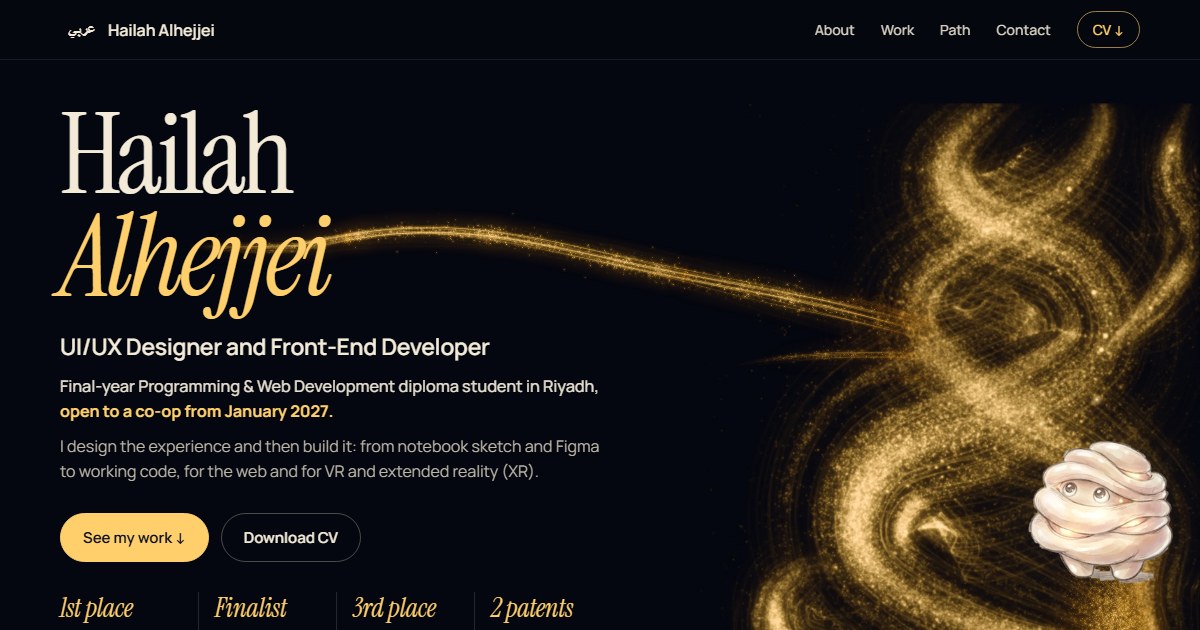 عربي Hailah Alhejjei
About Work Path Contact CV ↓
Hailah
Alhejjei
UI/UX Designer and Front-End Developer
Final-year Programming & Web Development diploma student in Riyadh,
open to a co-op from January 2027.
I design the experience and then build it: from notebook sketch and Figma
to working code, for the web and for VR and extended reality (XR).
See my work ↓ Download CV
1st place Finalist 3rd place 2 patents